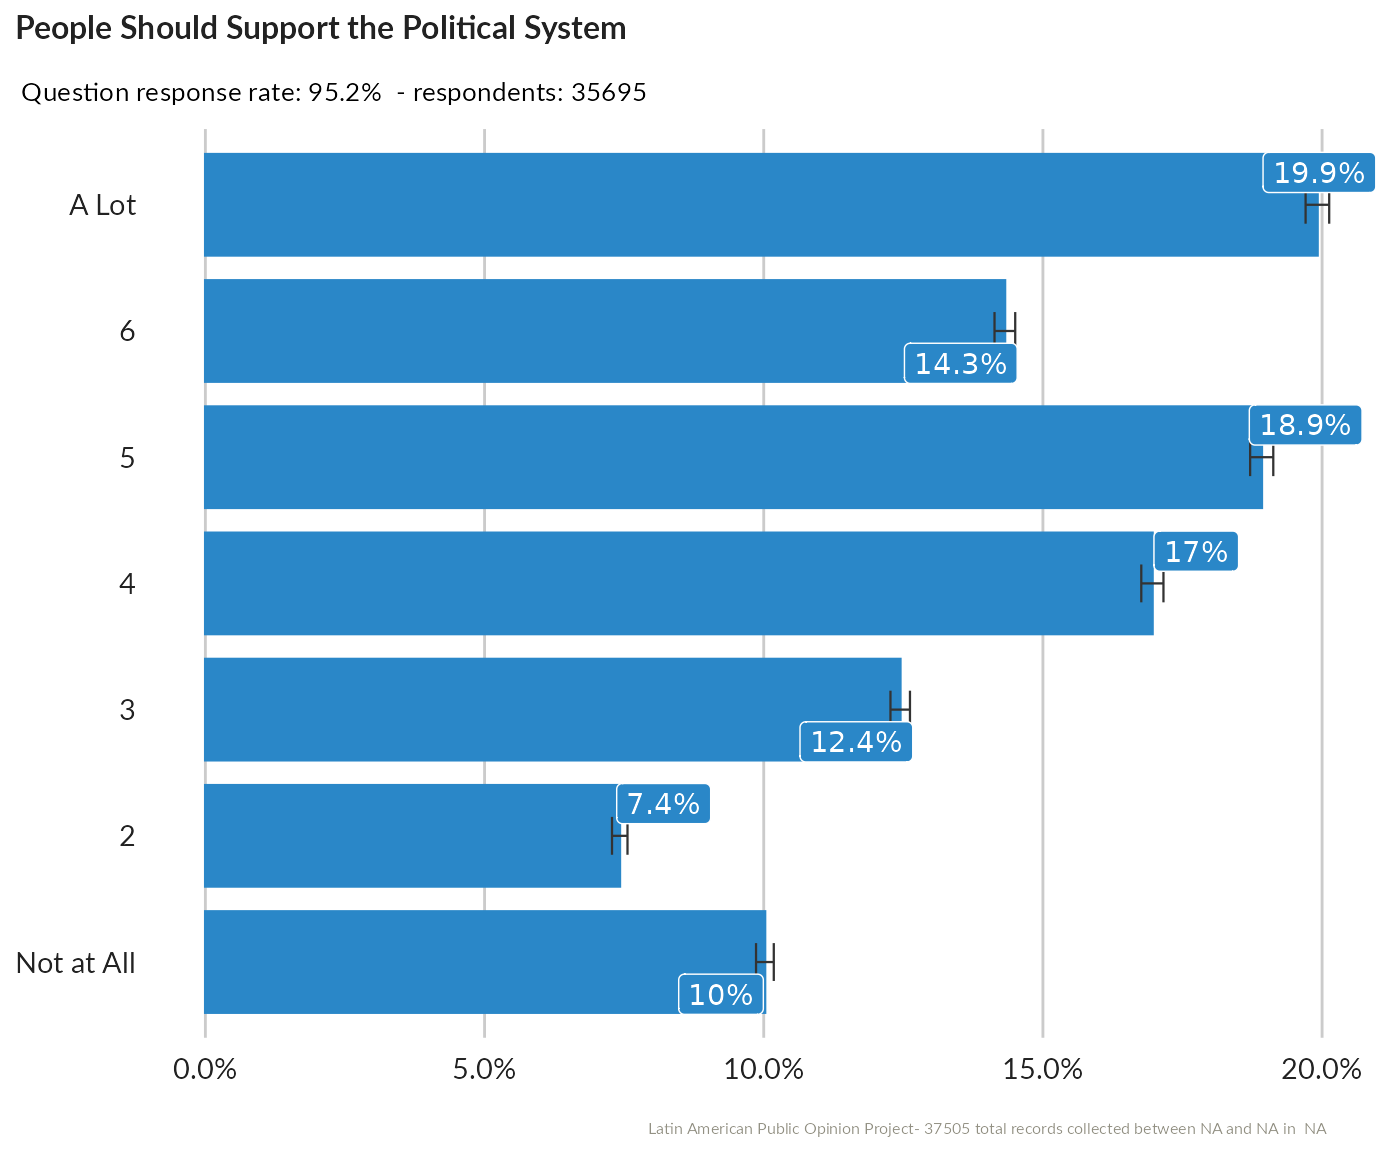 People Should Support the Political System
Question response rate: 95.2%  - respondents: 35695
A Lot
19.9%
6
14.3%
5
18.9%
4
17%
3
12.4%
2
7.4%
Not at All
10%
0.0% 5.0% 10.0% 15.0% 20.0%
Latin American Public Opinion Project- 37505 total records collected between NA and NA in  NA